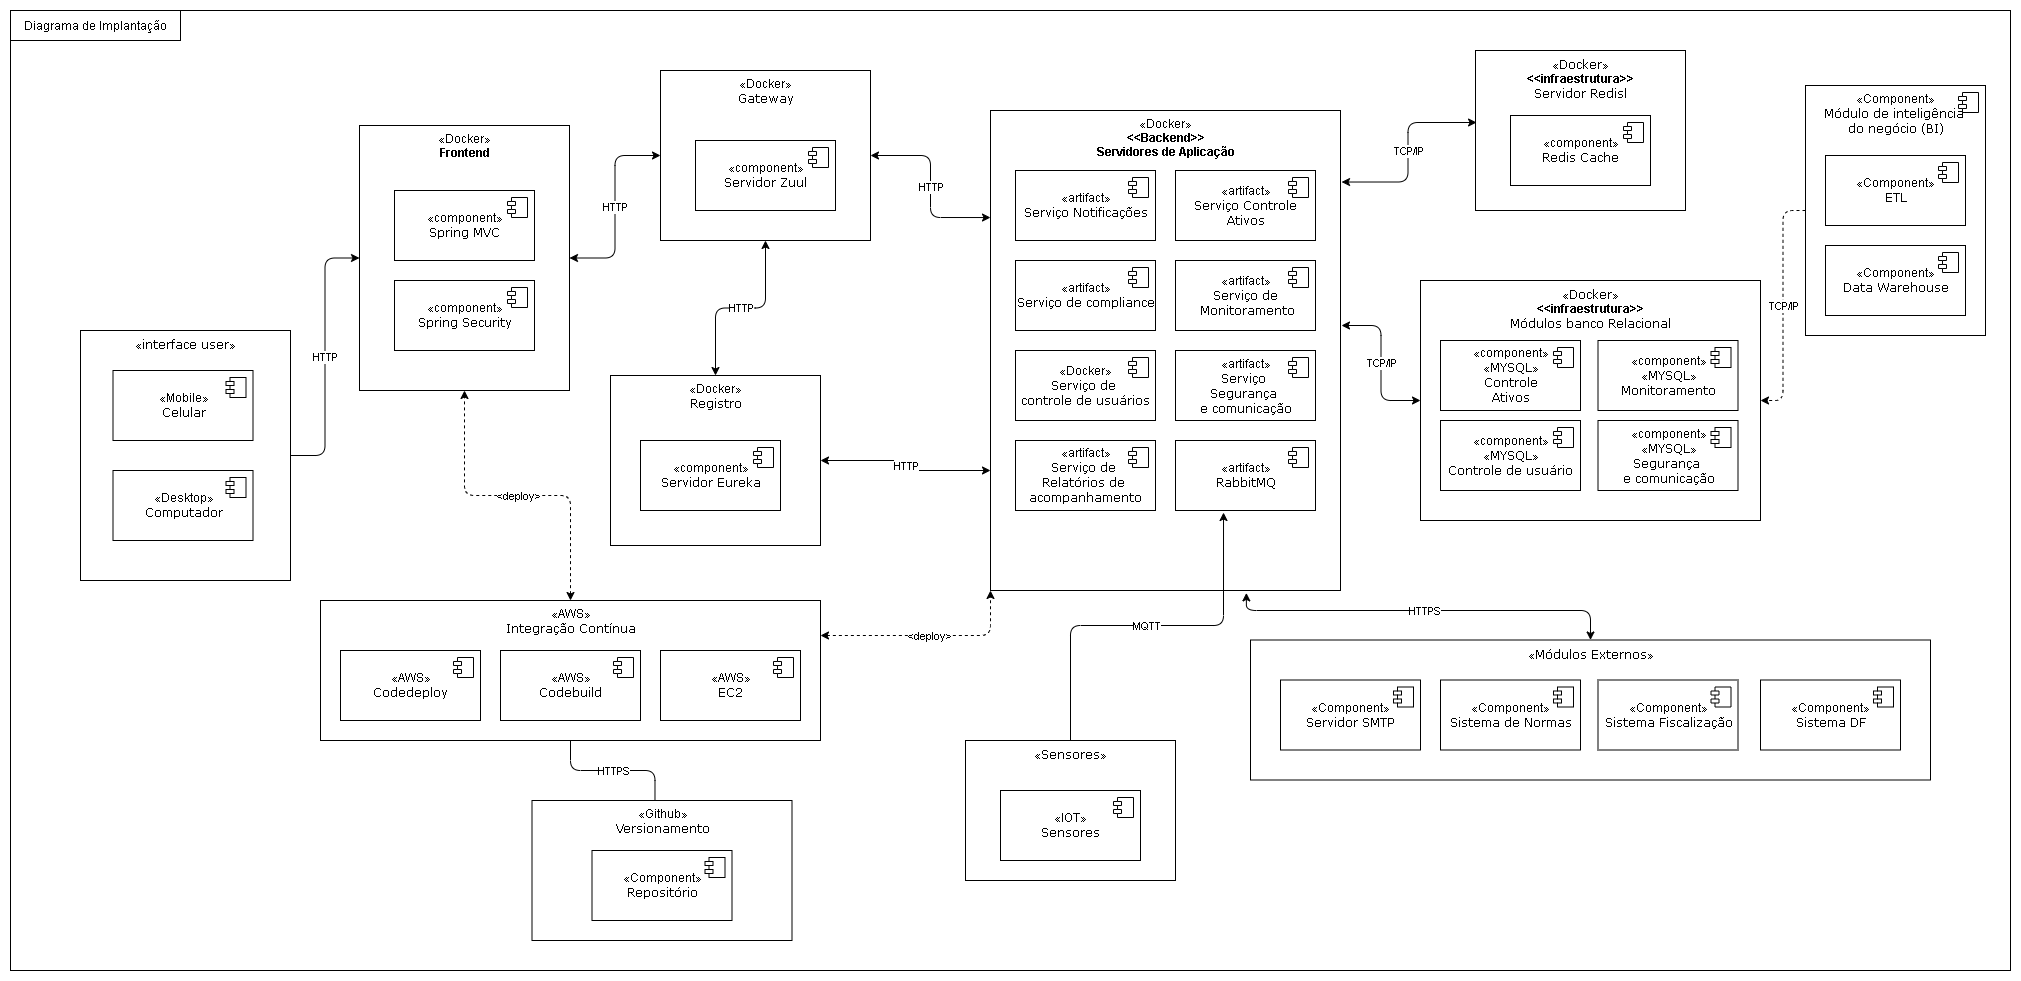 Diagrama de Implantação
«interface user»
«Mobile»
Celular
«Desktop»
Computador
HTTP
«Docker»
Frontend
«component»
Spring MVC
«component»
Spring Security
HTTP
«Docker»
Gateway
«component»
Servidor Zuul
HTTP
HTTP
«Docker»
Registro
«component»
Servidor Eureka
HTTP
<deploy>
«AWS»
Integração Contínua
«AWS»
Codedeploy
«AWS»
Codebuild
«AWS»
EC2
<deploy>
HTTPS
«Github»
Versionamento
«Component»
Repositório
«Docker»
<<Backend>>
Servidores de Aplicação
«artifact»
Serviço Notificações
«artifact»
Serviço Controle
Ativos
«artifact»
Serviço de compliance
«artifact»
Serviço de
Monitoramento
«Docker»
Serviço de
controle de usuários
«artifact»
Serviço
Segurança
e comunicação
«artifact»
Serviço de
Relatórios de
acompanhamento
«artifact»
RabbitMQ
MQTT
«Sensores»
«IOT»
Sensores
TCP/IP
«Docker»
<<infraestrutura>>
Servidor Redisl
«component»
Redis Cache
TCP/IP
«Docker»
<<infraestrutura>>
Módulos banco Relacional
«component»
«MYSQL»
Controle
Ativos
«component»
«MYSQL»
Monitoramento
«component»
«MYSQL»
Controle de usuário
«component»
«MYSQL»
Segurança
e comunicação
TCP/IP
«Component»
Módulo de inteligência
do negócio (BI)
«Component»
ETL
«Component»
Data Warehouse
HTTPS
«Módulos Externos»
«Component»
Servidor SMTP
«Component»
Sistema de Normas
«Component»
Sistema Fiscalização
«Component»
Sistema DF